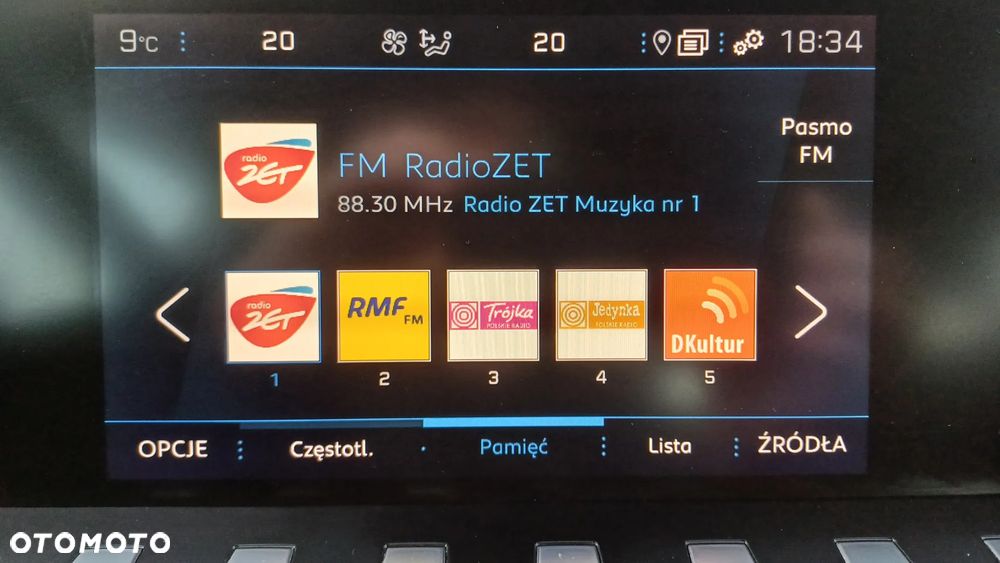 9°C 20 20 18:34
Pasmo
FM
radio
ZET
FM RadioZET
88.30 MHz Radio ZET Muzyka nr 1
radio
ZET
RMF
FM
Trójka
POLSKIE RADIO
Jedynka
POLSKIE RADIO
DKultur
1 2 3 4 5
OPCJE Częstotl. Pamięć Lista ŹRÓDŁA
OTOMOTO